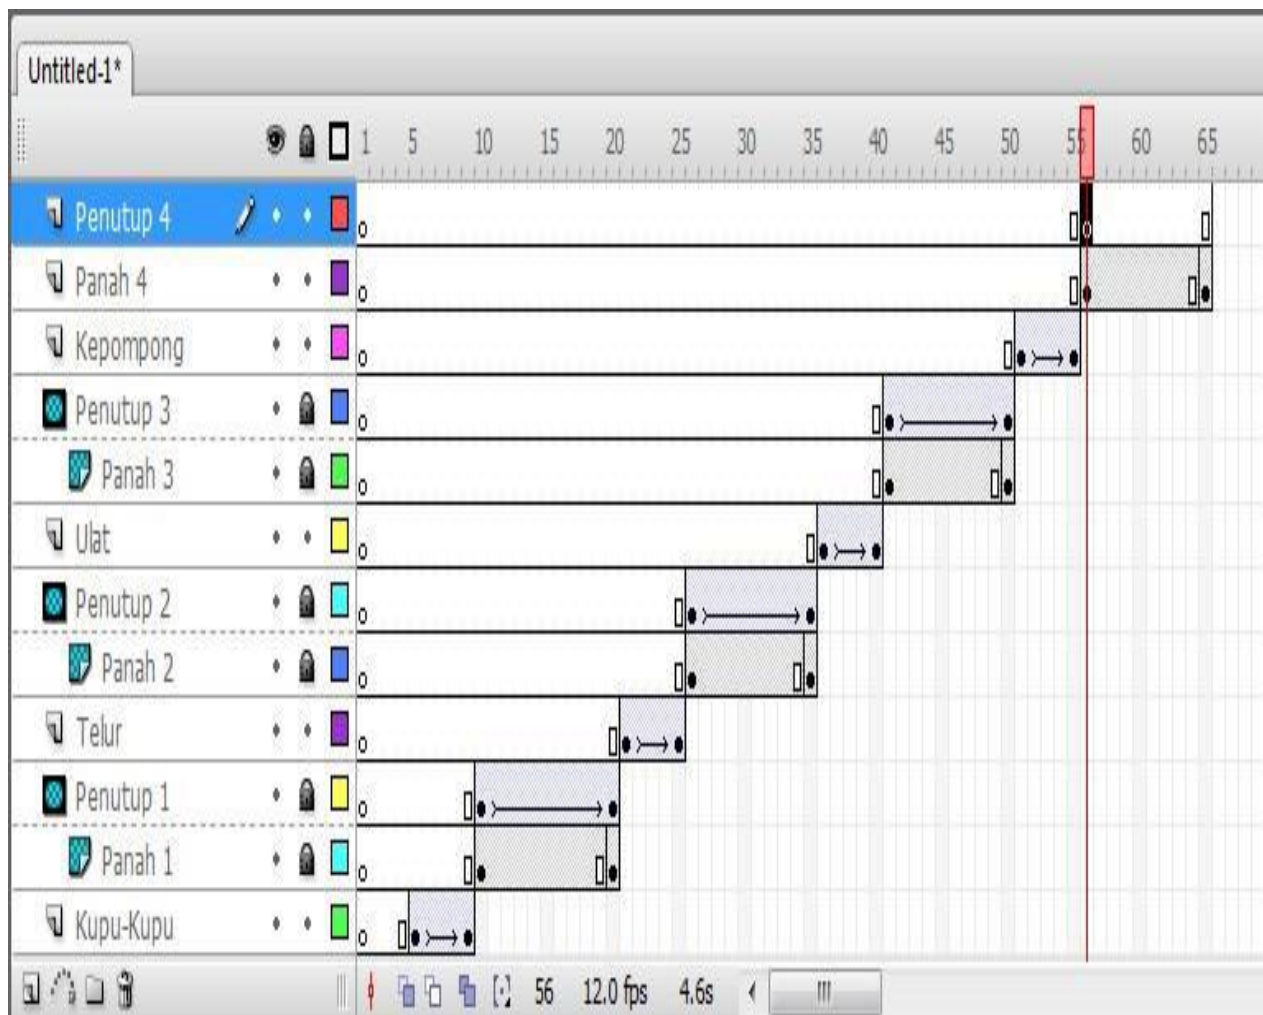 Untitled-1*
1 5 10 15 20 25 30 35 40 45 50 55 60 65
Penutup 4
Panah 4
Kepompong
Penutup 3
Panah 3
Ulat
Penutup 2
Panah 2
Telur
Penutup 1
Panah 1
Kupu-Kupu
56 12.0 fps 4.6s